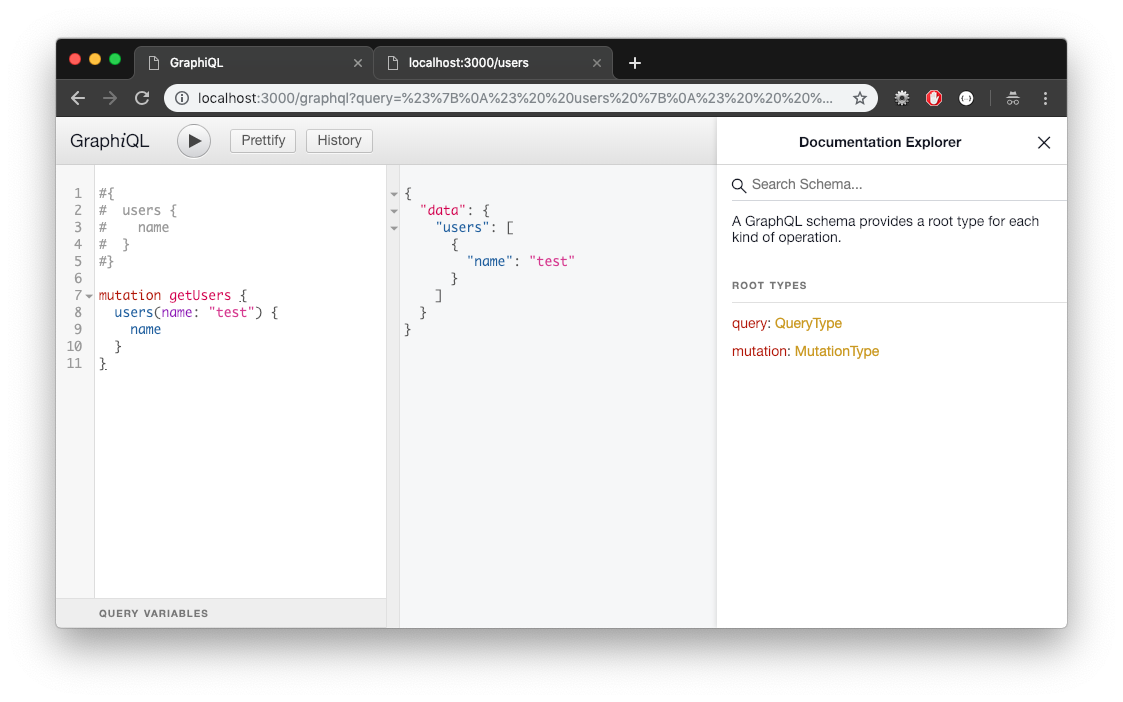 GraphiQL
localhost:3000/users
localhost:3000/graphql?query=%23%7B%0A%23%20%20users%20%7B%0A%23%20%20%20%...
GraphiQL
Prettify
History
1 #{
2 #  users {
3 #    name
4 #  }
5 #}
6
7 mutation getUsers {
8   users(name: "test") {
9     name
10   }
11 }
QUERY VARIABLES
{
  "data": {
    "users": [
      {
        "name": "test"
      }
    ]
  }
}
Documentation Explorer
Search Schema...
A GraphQL schema provides a root type for each
kind of operation.
ROOT TYPES
query: QueryType
mutation: MutationType